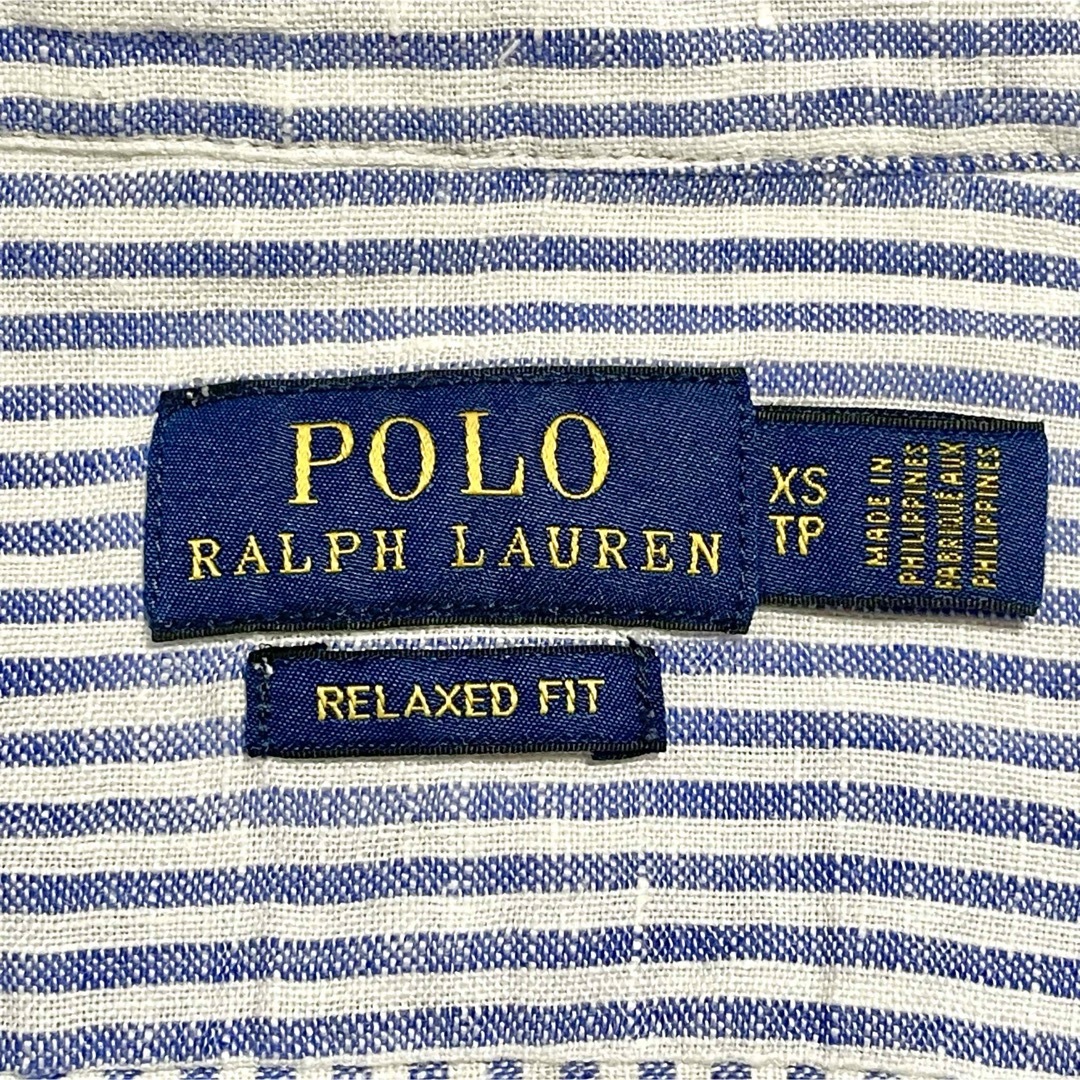 POLO
RALPH LAUREN
XS
TP
MADE IN
PHILIPPINES
FABRIQUÉ AUX
PHILIPPINES
RELAXED FIT